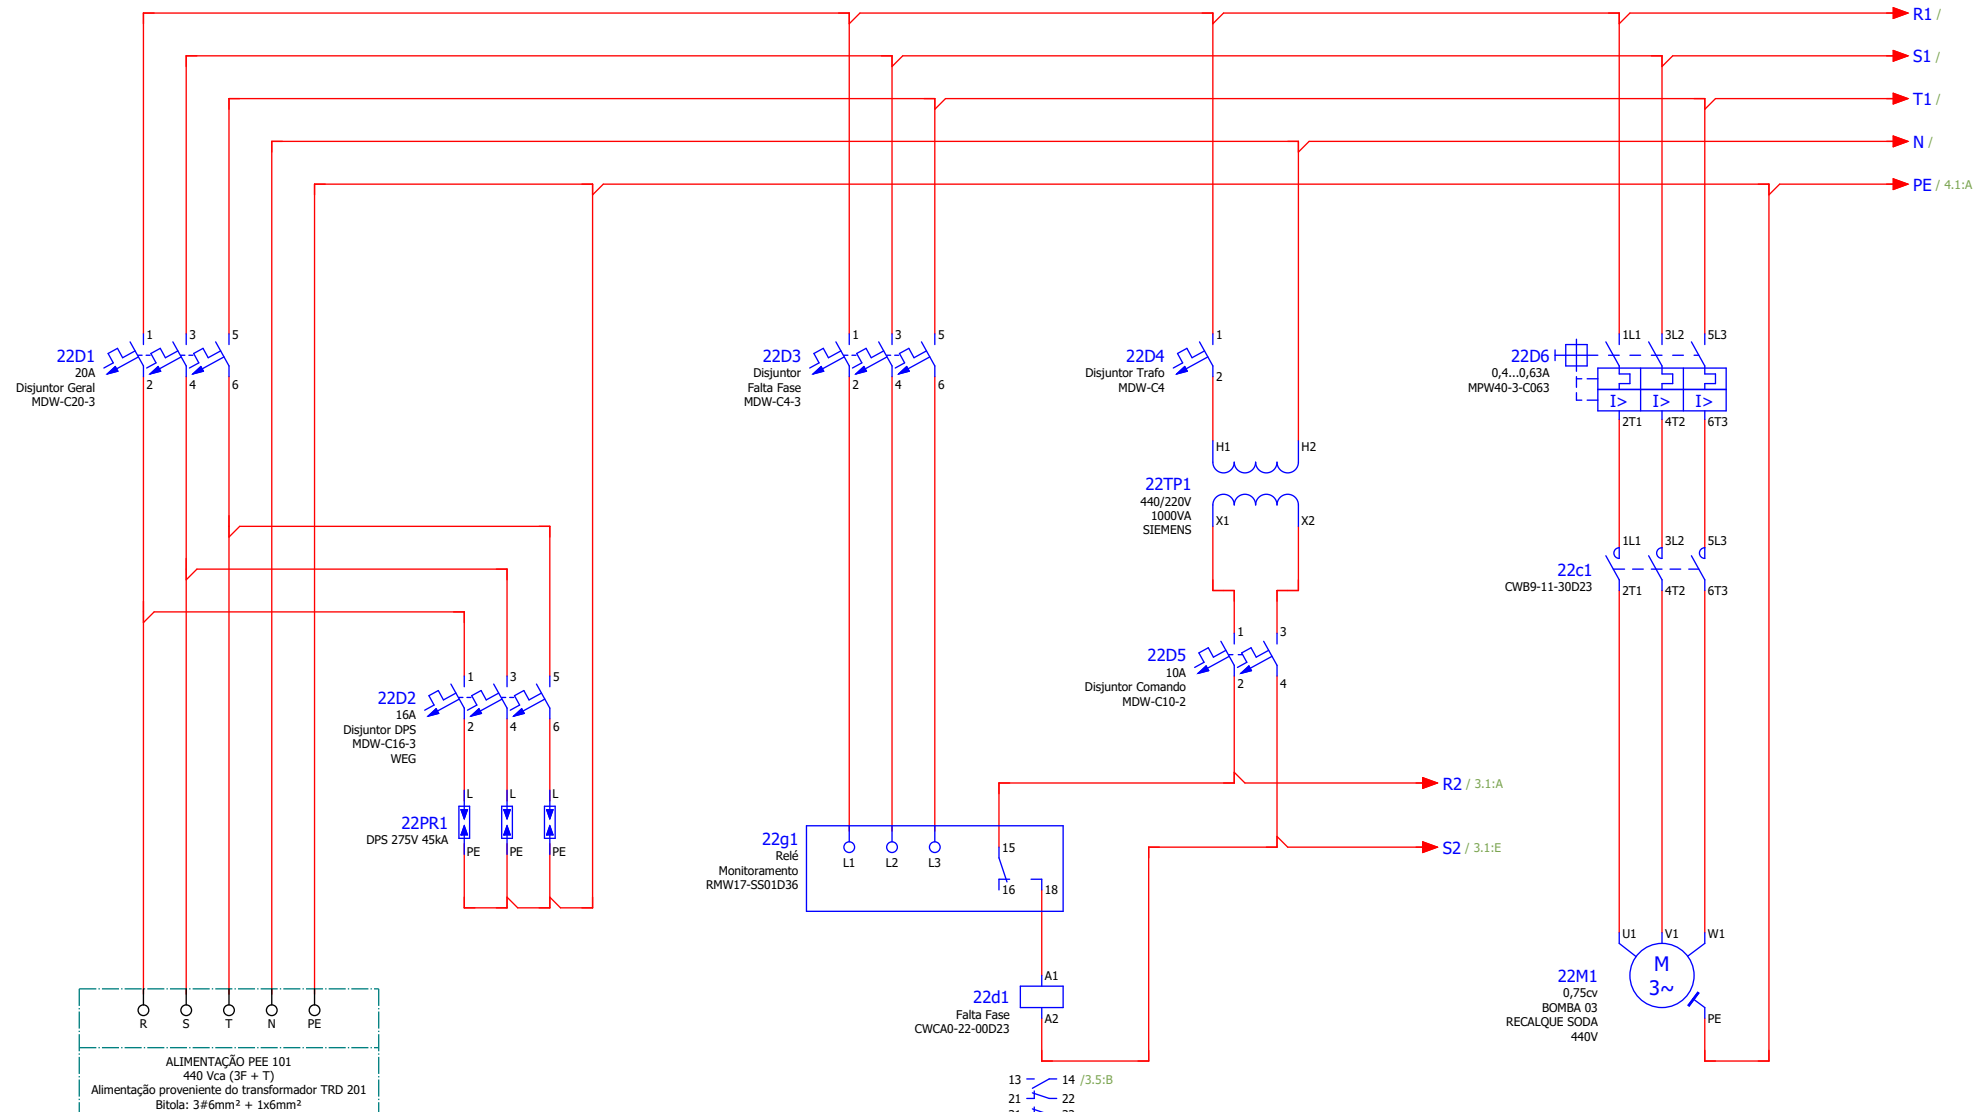 R1 /
S1 /
T1 /
N /
PE / 4.1:A
1 3 5
22D1
20A
Disjuntor Geral
MDW-C20-3
2 4 6
1 3 5
22D3
Disjuntor
Falta Fase
MDW-C4-3
2 4 6
1
22D4
Disjuntor Trafo
MDW-C4
2
1L1 3L2 5L3
22D6
0,4...0,63A
MPW40-3-C063
I> I> I>
2T1 4T2 6T3
H1 H2
22TP1
440/220V
1000VA
SIEMENS
X1 X2
1L1 3L2 5L3
22c1
CWB9-11-30D23
2T1 4T2 6T3
1 3
22D5
10A
Disjuntor Comando
MDW-C10-2
2 4
1 3 5
22D2
16A
Disjuntor DPS
MDW-C16-3
WEG
2 4 6
R2 / 3.1:A
S2 / 3.1:E
L L L
22PR1
DPS 275V 45kA
PE PE PE
22g1
Relé
Monitoramento
RMW17-SS01D36
L1 L2 L3
15
16 18
U1 V1 W1
M
3~
22M1
0,75cv
BOMBA 03
RECALQUE SODA
440V
PE
A1
22d1
Falta Fase
CWCA0-22-00D23
A2
R S T N PE
ALIMENTAÇÃO PEE 101
440 Vca (3F + T)
Alimentação proveniente do transformador TRD 201
Bitola: 3#6mm² + 1x6mm²
13 14 /3.5:B
21 22